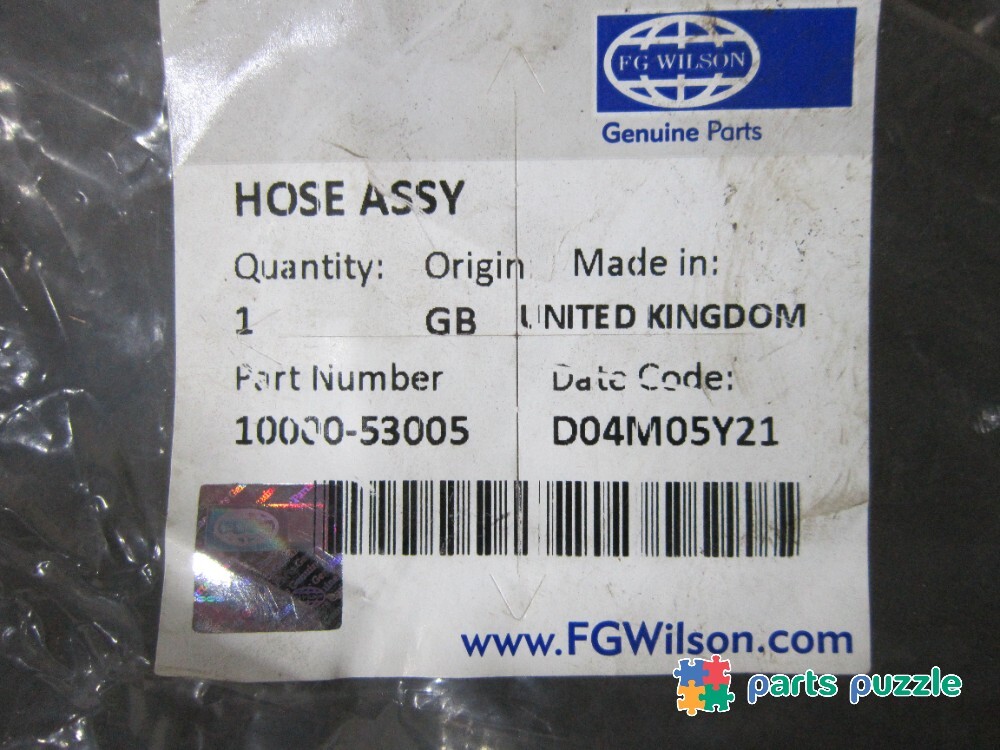 FG WILSON
Genuine Parts
HOSE ASSY
Quantity: Origin Made in:
1 GB UNITED KINGDOM
Part Number Date Code:
10000-53005 D04M05Y21
www.FGWilson.com
parts puzzle